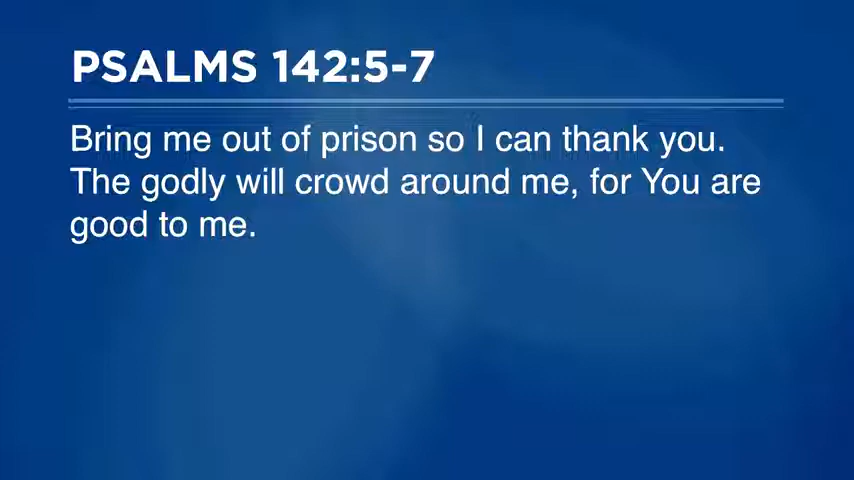 PSALMS 142:5-7
Bring me out of prison so I can thank you.
The godly will crowd around me, for You are
good to me.